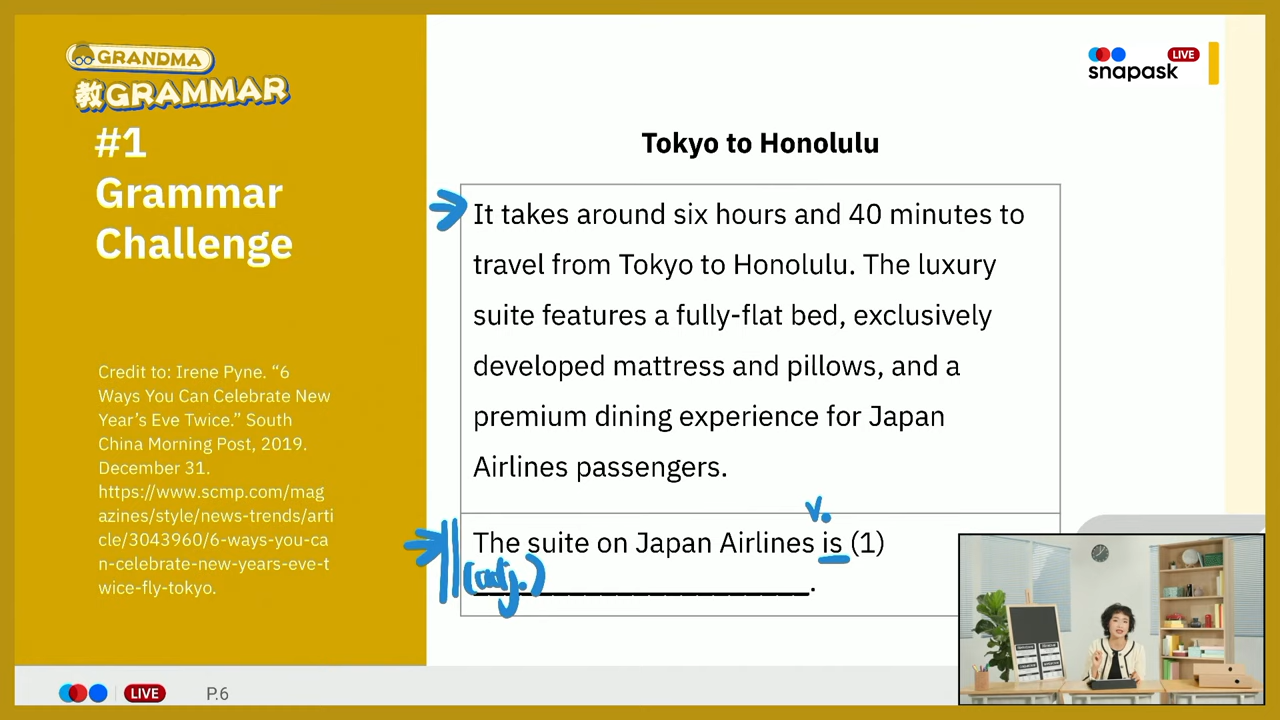 GRANDMA
教GRAMMAR
#1
Grammar
Challenge
Credit to: Irene Pyne. “6
Ways You Can Celebrate New
Year’s Eve Twice.” South
China Morning Post, 2019.
December 31.
https://www.scmp.com/mag
azines/style/news-trends/arti
cle/3043960/6-ways-you-ca
n-celebrate-new-years-eve-t
wice-fly-tokyo.
LIVE
snapask
Tokyo to Honolulu
It takes around six hours and 40 minutes to
travel from Tokyo to Honolulu. The luxury
suite features a fully-flat bed, exclusively
developed mattress and pillows, and a
premium dining experience for Japan
Airlines passengers.
v.
The suite on Japan Airlines is (1)
(adj.)
____________________.
LIVE
P.6